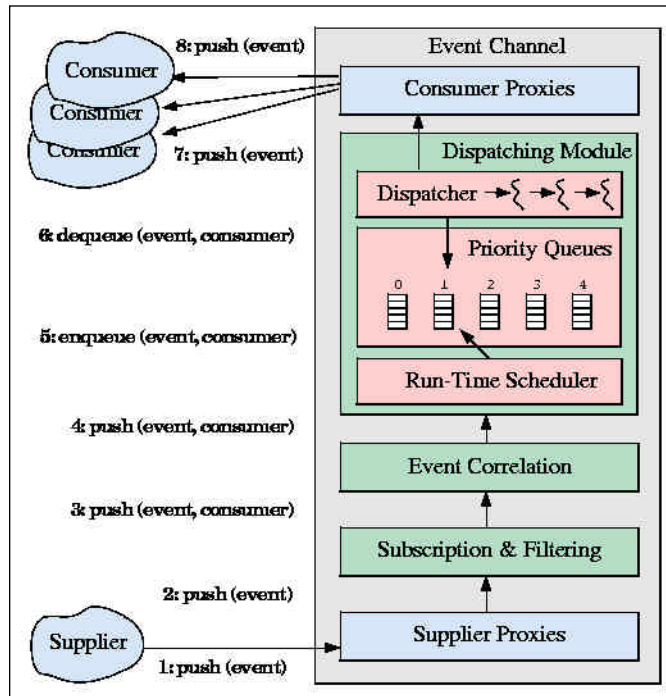 8: push (event)
Event Channel
Consumer
Consumer Proxies
Consumer
Consumer
7: push (event)
Dispatching Module
Dispatcher
6: dequeue (event, consumer)
Priority Queues
0 1 2 3 4
5: enqueue (event, consumer)
Run-Time Scheduler
4: push (event, consumer)
Event Correlation
3: push (event, consumer)
Subscription & Filtering
2: push (event)
Supplier
Supplier Proxies
1: push (event)